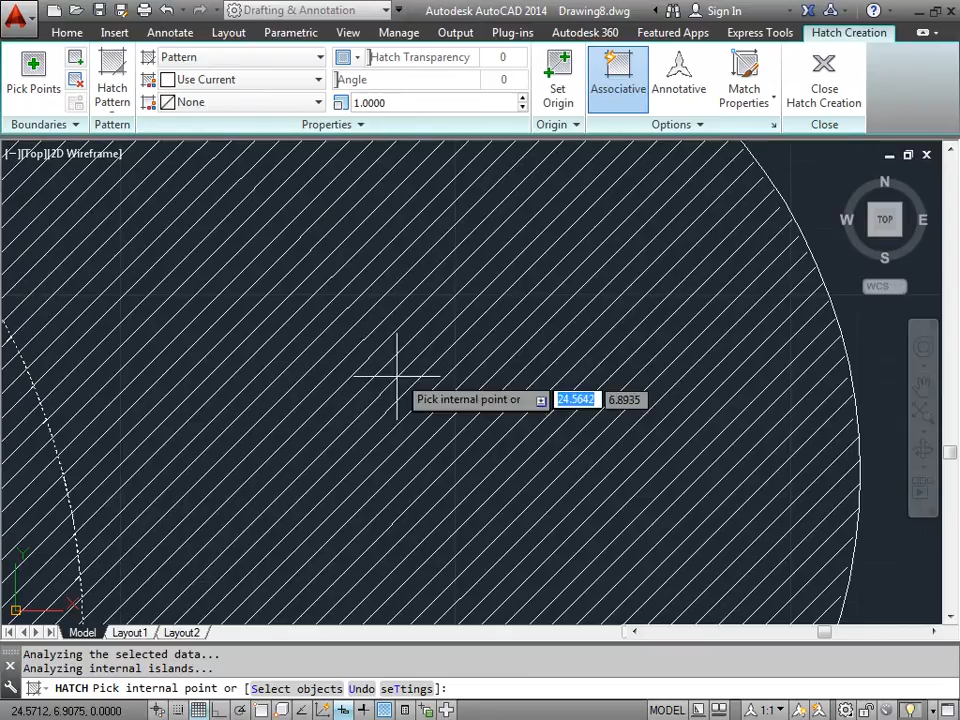 Drafting & Annotation
Autodesk AutoCAD 2014 Drawing8.dwg
Sign In
Home Insert Annotate Layout Parametric View Manage Output Plug-ins Autodesk 360 Featured Apps Express Tools Hatch Creation
Pick Points
Boundaries
Hatch
Pattern
Pattern
Pattern
Use Current
None
Hatch Transparency 0
Angle 0
1.0000
Properties
Set
Origin
Origin
Associative
Annotative
Match
Properties
Options
Close
Hatch Creation
Close
[−][Top][2D Wireframe]
N
W TOP E
S
WCS
Pick internal point or 24.5642 6.8935
Y
X
Model Layout1 Layout2
Analyzing the selected data...
Analyzing internal islands...
HATCH Pick internal point or [Select objects Undo seTtings]:
24.5712, 6.9075, 0.0000
MODEL 1:1